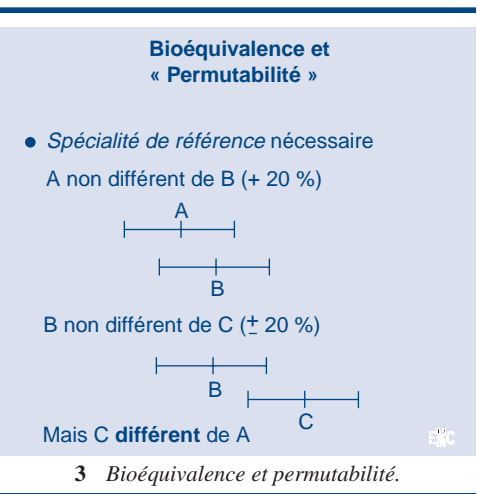 Bioéquivalence et
« Permutabilité »
● Spécialité de référence nécessaire
A non différent de B (+ 20 %)
A
B
B non différent de C (± 20 %)
B
C
Mais C différent de A
3 Bioéquivalence et permutabilité.